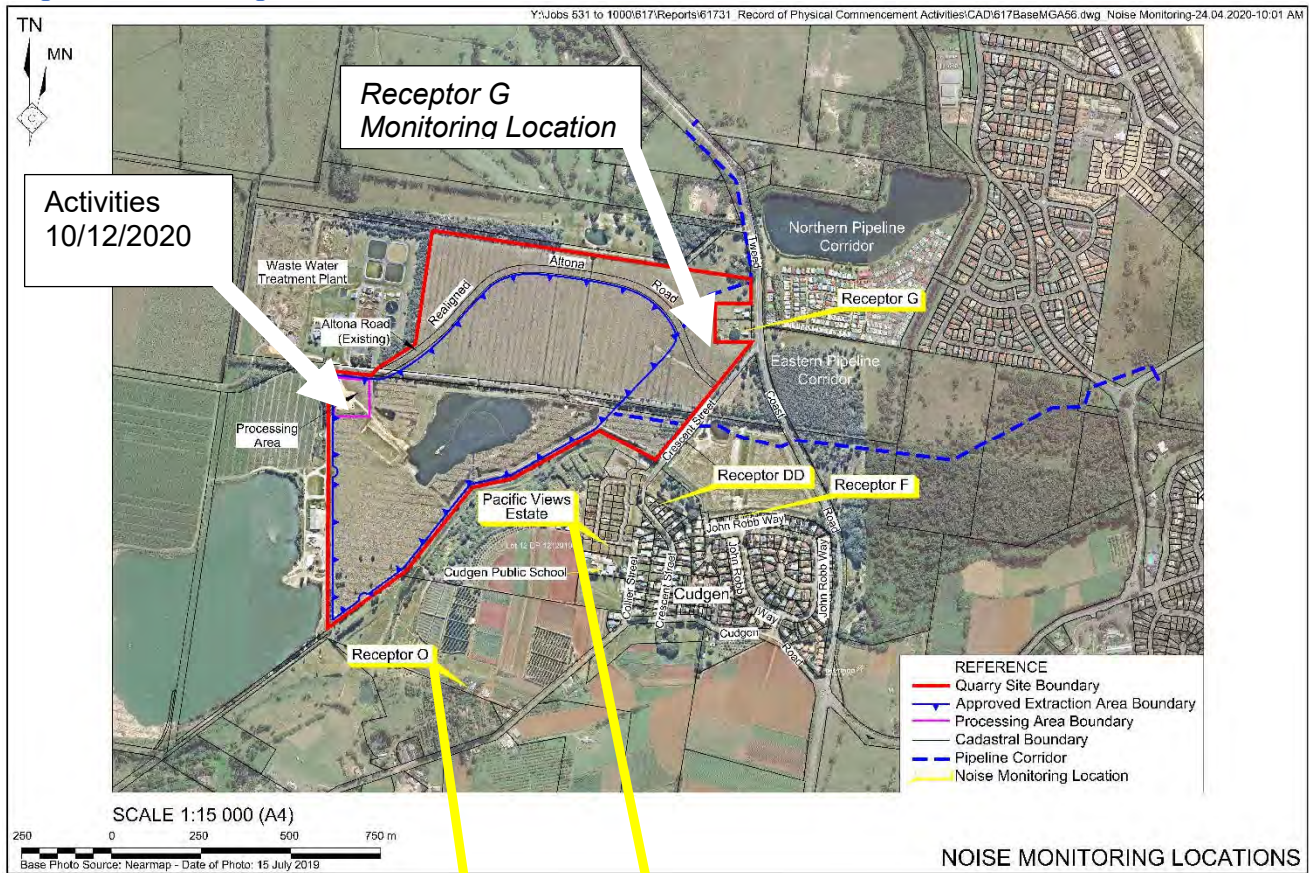 Y:\Jobs 531 to 1000\617\Reports\61731_Record of Physical Commencement Activities\CAD\617BaseMGA56.dwg_Noise Monitoring-24.04.2020-10:01 AM
TN
MN
Receptor G
Monitoring Location
Activities
10/12/2020
Northern Pipeline
Corridor
Tweed
Waste Water
Treatment Plant
Realigned
Altona
Road
Receptor G
Altona Road
(Existing)
Eastern Pipeline
Corridor
Processing
Area
Crescent Street
Coast
Road
Receptor DD
Receptor F
Pacific Views
Estate
John Robb Way
Cudgen Public School
Collier Street
Crescent Street
John Robb
Way
John Robb Way
Cudgen
Cudgen
Road
Receptor O
REFERENCE
Quarry Site Boundary
Approved Extraction Area Boundary
Processing Area Boundary
Cadastral Boundary
Pipeline Corridor
Noise Monitoring Location
SCALE 1:15 000 (A4)
250 0 250 500 750 m
Base Photo Source: Nearmap - Date of Photo: 15 July 2019
NOISE MONITORING LOCATIONS